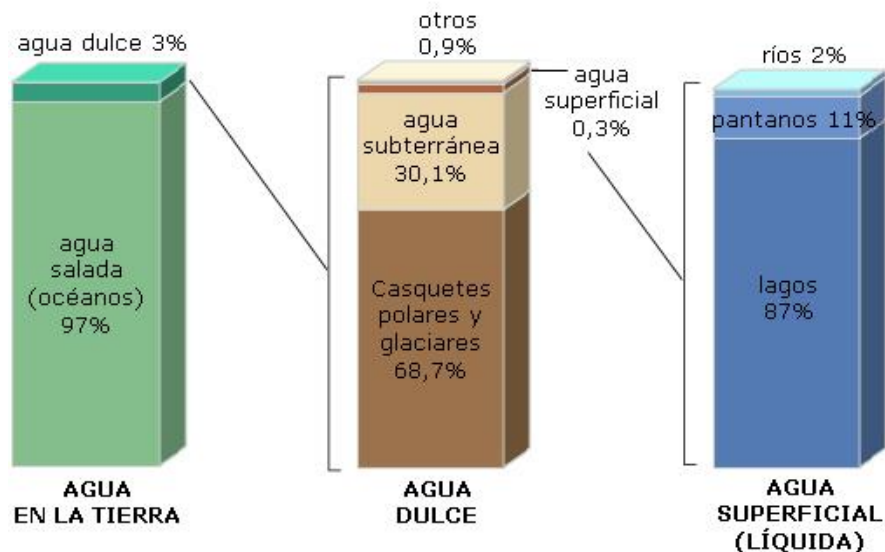 agua dulce 3%
agua
salada
(océanos)
97%
AGUA
EN LA TIERRA
otros
0,9%
agua
superficial
0,3%
agua
subterránea
30,1%
Casquetes
polares y
glaciares
68,7%
AGUA
DULCE
ríos 2%
pantanos 11%
lagos
87%
AGUA
SUPERFICIAL
(LÍQUIDA)